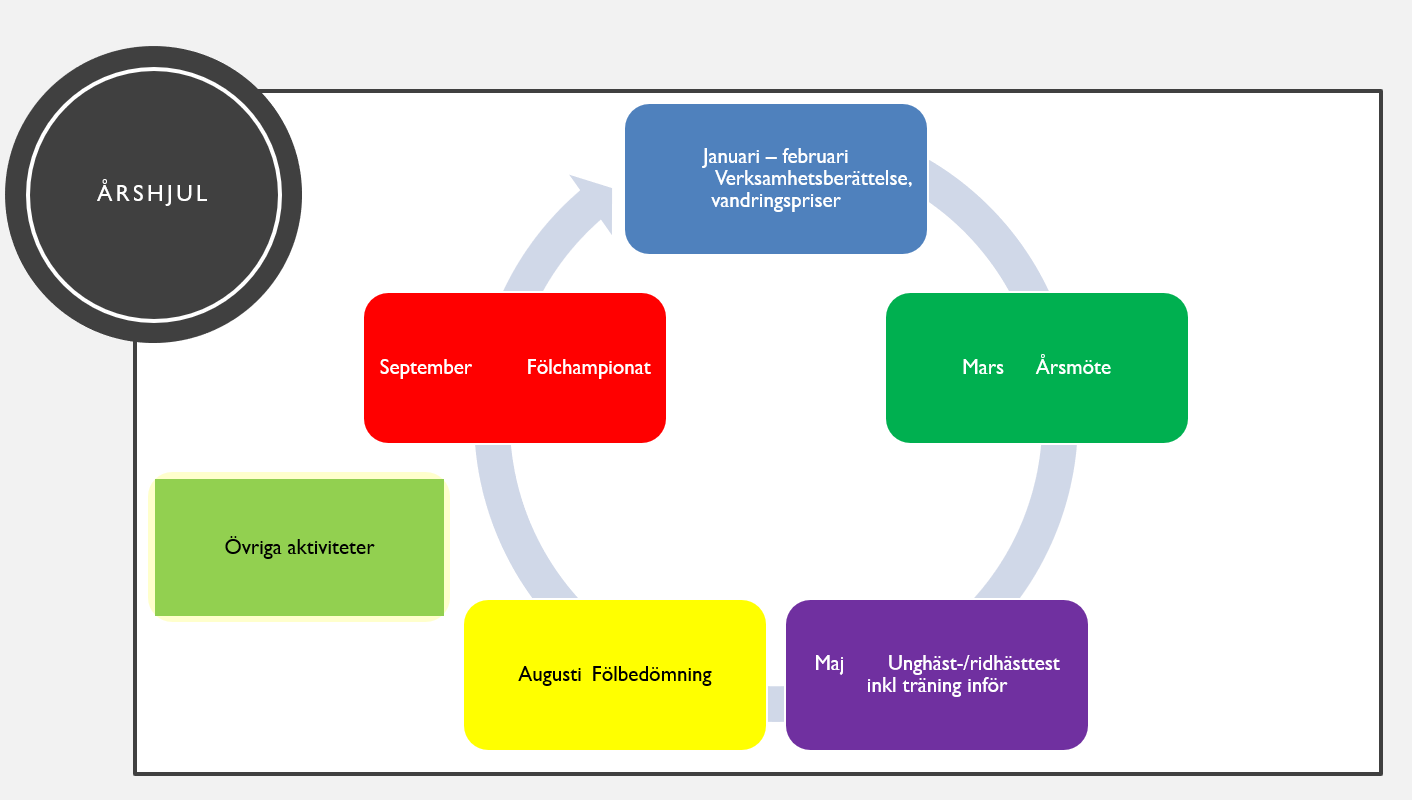 ÅRSHJUL
Januari – februari
Verksamhetsberättelse,
vandringspriser
September Fölchampionat
Mars Årsmöte
Övriga aktiviteter
Augusti Fölbedömning
Maj Unghäst-/ridhästtest
inkl träning inför